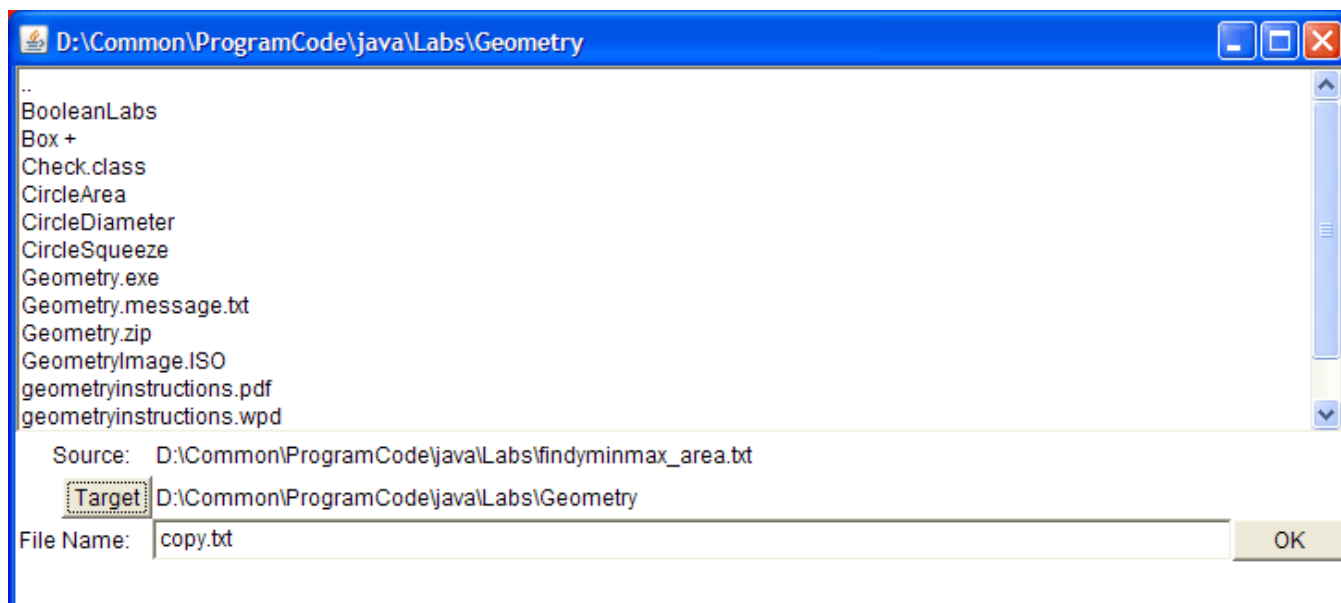 D:\Common\ProgramCode\java\Labs\Geometry
..
BooleanLabs
Box +
Check.class
CircleArea
CircleDiameter
CircleSqueeze
Geometry.exe
Geometry.message.txt
Geometry.zip
GeometryImage.ISO
geometryinstructions.pdf
geometryinstructions.wpd
Source: D:\Common\ProgramCode\java\Labs\findyminmax_area.txt
Target D:\Common\ProgramCode\java\Labs\Geometry
File Name: copy.txt OK